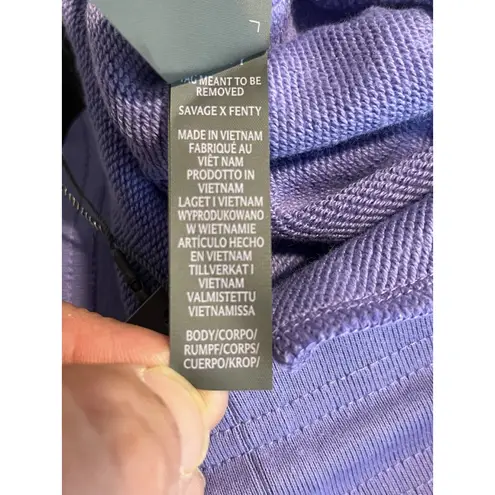 TAG MEANT TO BE
REMOVED
SAVAGE X FENTY
MADE IN VIETNAM
FABRIQUÉ AU
VIÊT NAM
PRODOTTO IN
VIETNAM
LAGET I VIETNAM
WYPRODUKOWANO
W WIETNAMIE
ARTÍCULO HECHO
EN VIETNAM
TILLVERKAT I
VIETNAM
VALMISTETTU
VIETNAMISSA
BODY/CORPO/
RUMPF/CORPS/
CUERPO/KROP/